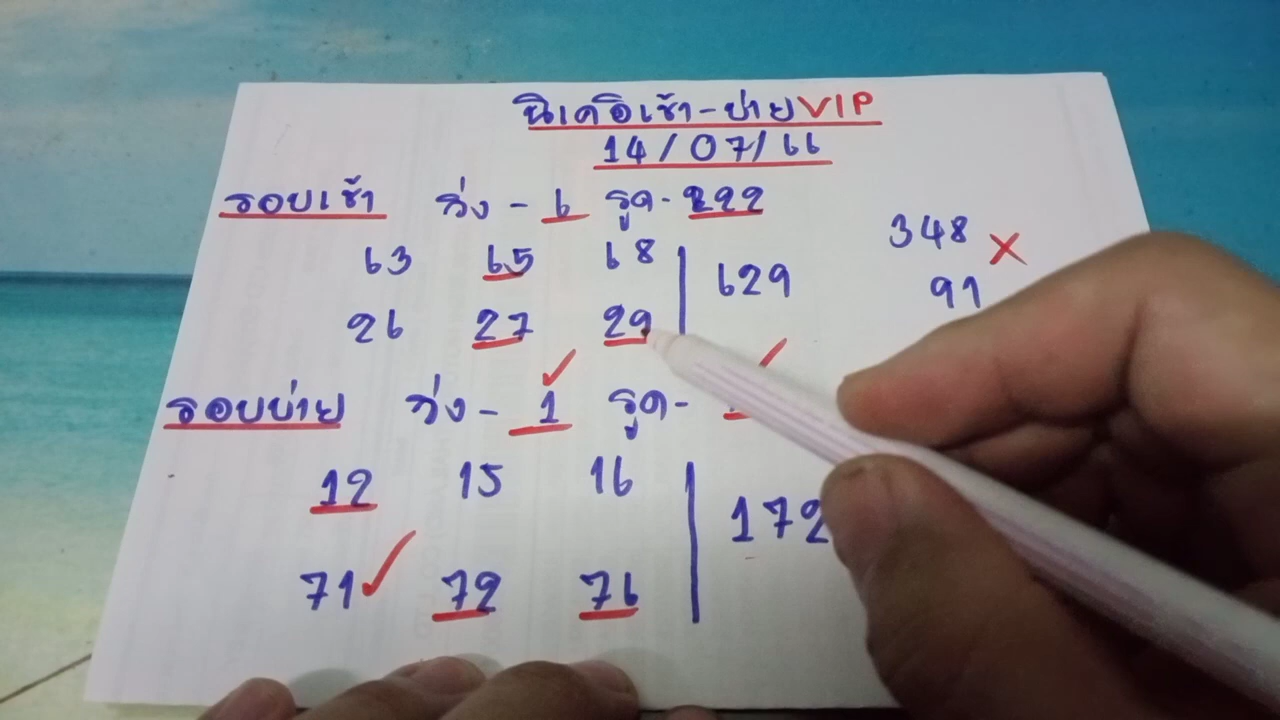 นิเคอิเช้า-บ่ายVIP
14/07/66
รอบเช้า วิ่ง - 6 รูด - 222
63 65 68 629
26 27 29
348
91
รอบบ่าย วิ่ง - 1 รูด -
12 15 16 172
71 72 76